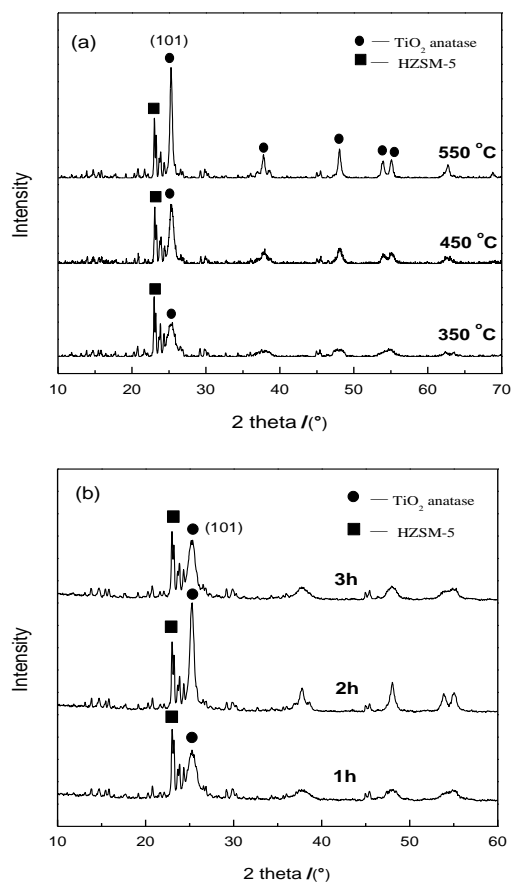 (a)
(101)
● — TiO₂ anatase
■ — HZSM-5
550 °C
450 °C
350 °C
Intensity
10 20 30 40 50 60 70
2 theta /(°)
(b)
● — TiO₂ anatase
(101)
■ — HZSM-5
3h
2h
1h
Intensity
10 20 30 40 50 60
2 theta /(°)